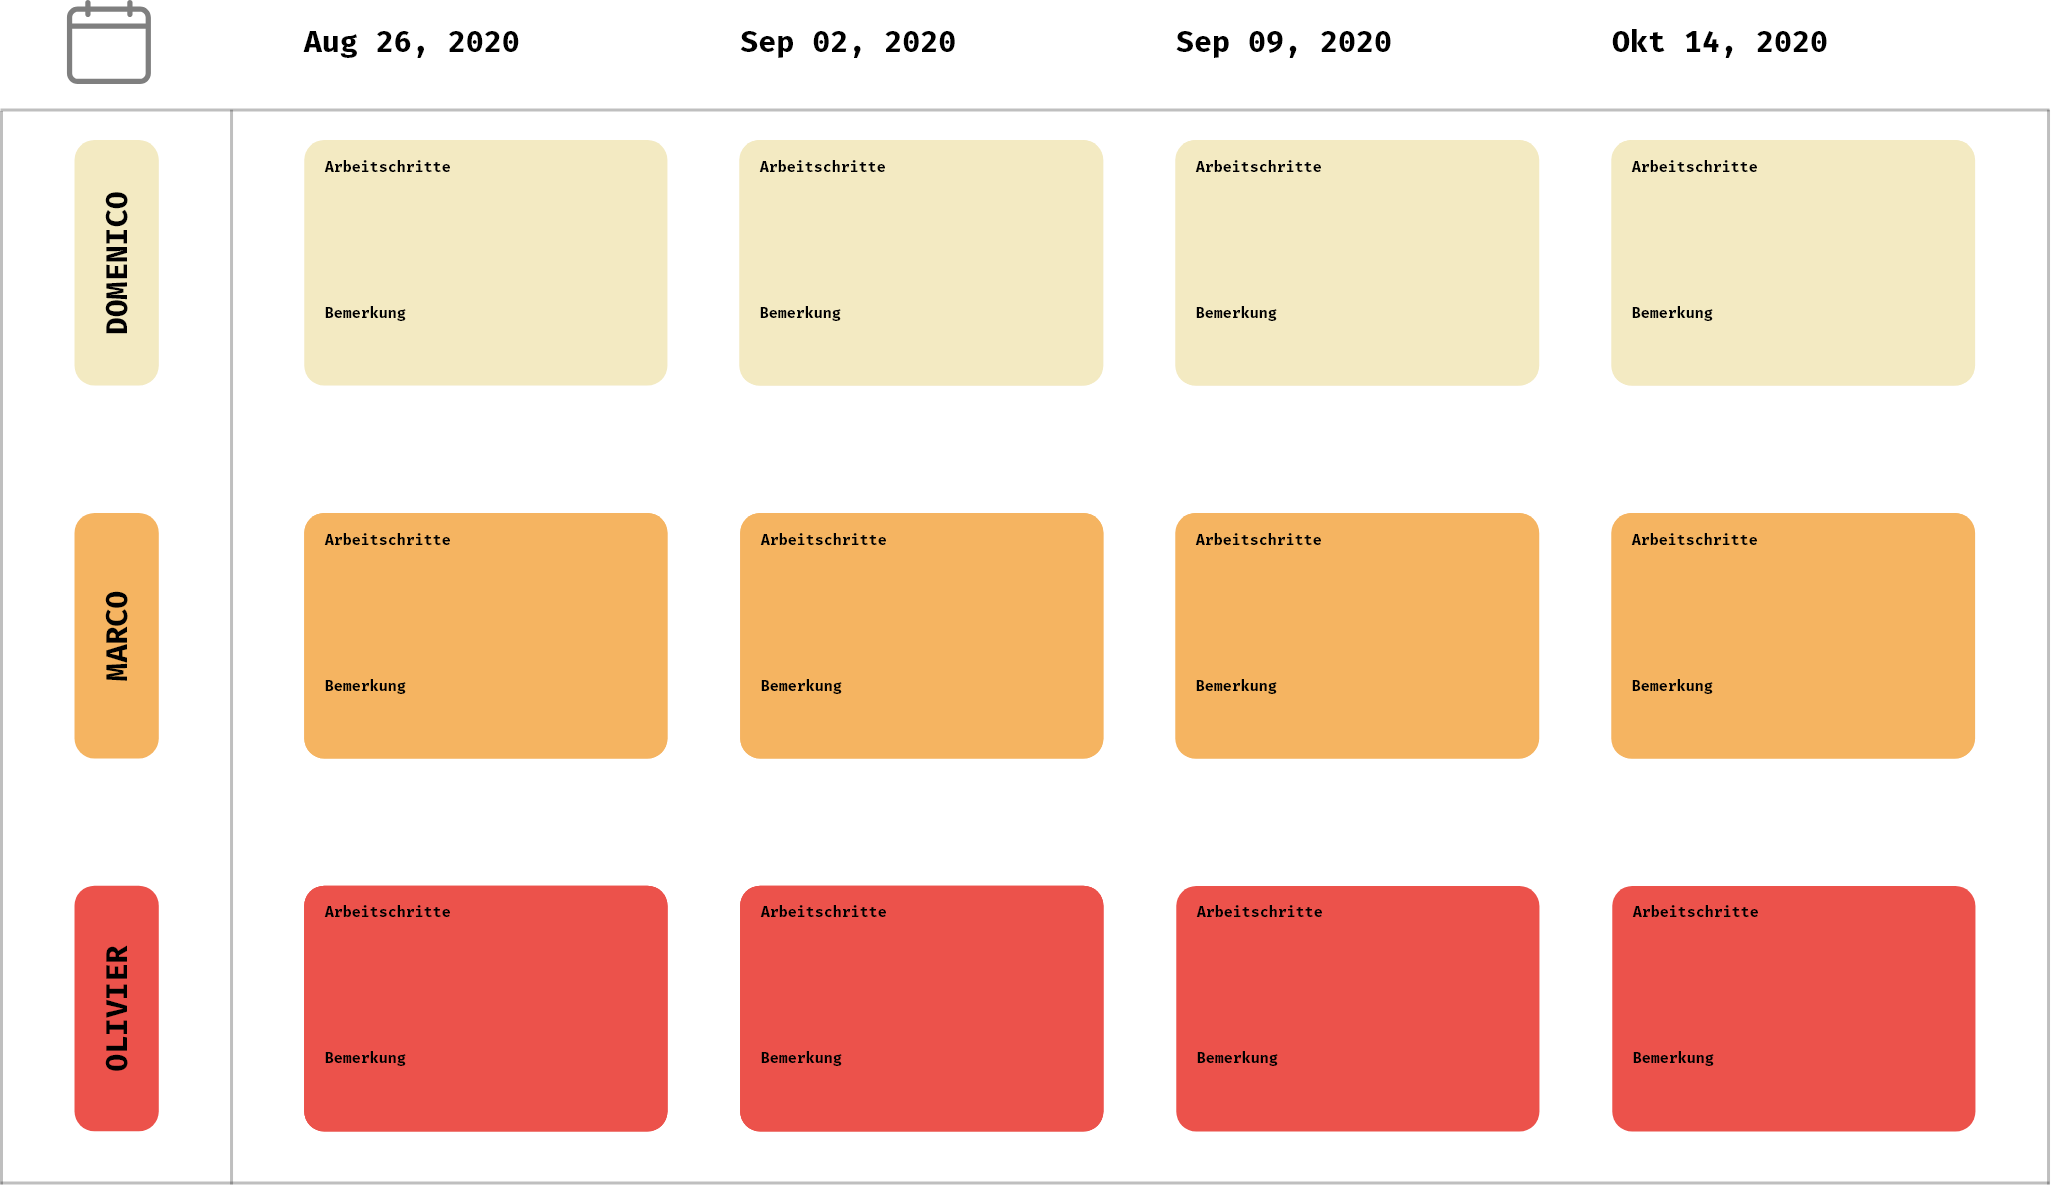 Aug 26, 2020
Sep 02, 2020
Sep 09, 2020
Okt 14, 2020
DOMENICO
Arbeitschritte
Bemerkung
Arbeitschritte
Bemerkung
Arbeitschritte
Bemerkung
Arbeitschritte
Bemerkung
MARCO
Arbeitschritte
Bemerkung
Arbeitschritte
Bemerkung
Arbeitschritte
Bemerkung
Arbeitschritte
Bemerkung
OLIVIER
Arbeitschritte
Bemerkung
Arbeitschritte
Bemerkung
Arbeitschritte
Bemerkung
Arbeitschritte
Bemerkung